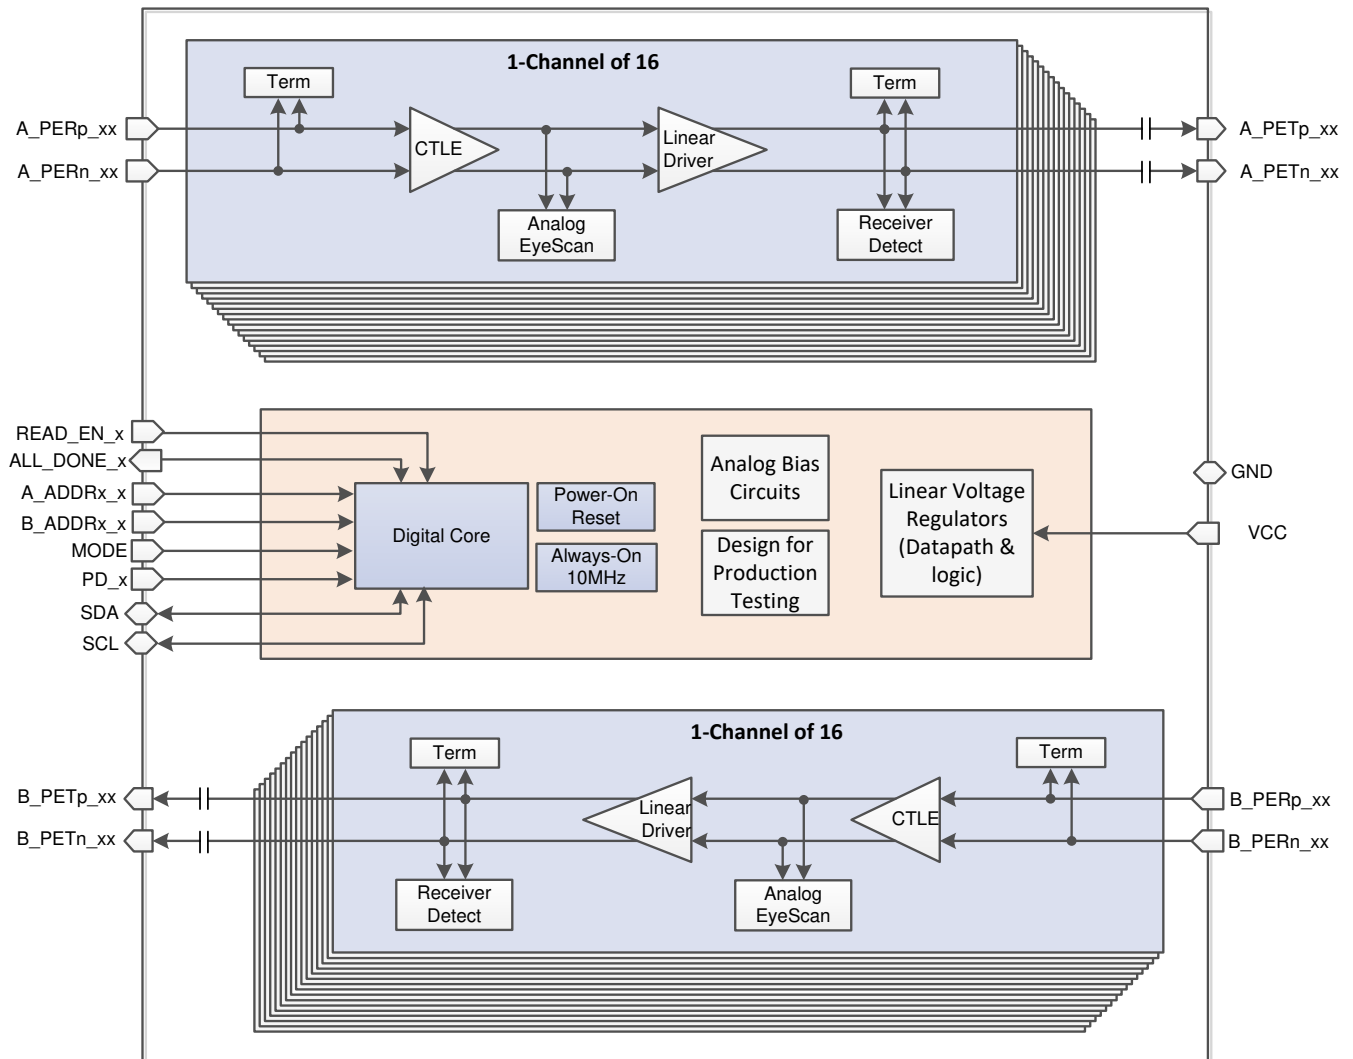 1-Channel of 16
Term
Term
A_PERp_xx
A_PERn_xx
CTLE
Linear
Driver
A_PETp_xx
A_PETn_xx
Analog
EyeScan
Receiver
Detect
READ_EN_x
ALL_DONE_x
A_ADDRx_x
B_ADDRx_x
MODE
PD_x
SDA
SCL
Digital Core
Power-On
Reset
Always-On
10MHz
Analog Bias
Circuits
Design for
Production
Testing
Linear Voltage
Regulators
(Datapath &
logic)
GND
VCC
1-Channel of 16
Term
Term
B_PETp_xx
B_PETn_xx
Linear
Driver
CTLE
B_PERp_xx
B_PERn_xx
Receiver
Detect
Analog
EyeScan